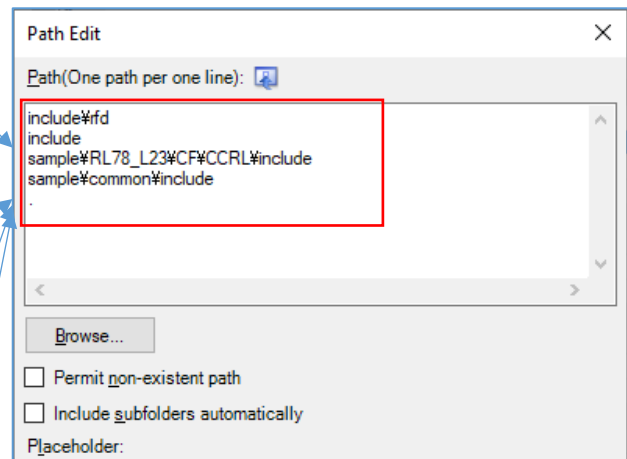 Path Edit
Path(One path per one line):
include¥rfd
include
sample¥RL78_L23¥CF¥CCRL¥include
sample¥common¥include
.
Browse...
Permit non-existent path
Include subfolders automatically
Placeholder: